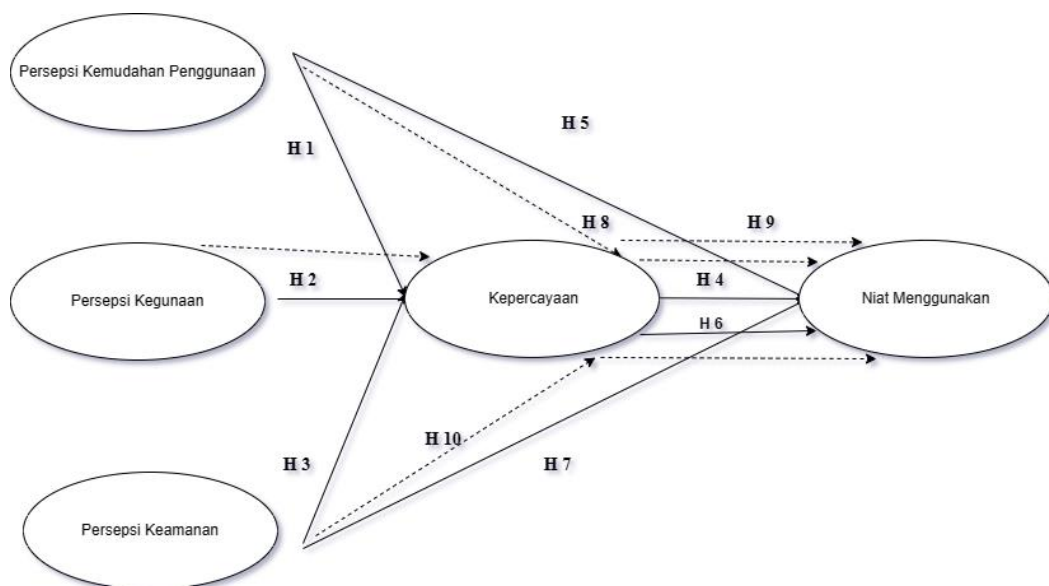 Persepsi Kemudahan Penggunaan
H 5
H 1
H 8
H 9
H 2
H 4
Persepsi Kegunaan
Kepercayaan
Niat Menggunakan
H 6
H 10
H 3
H 7
Persepsi Keamanan